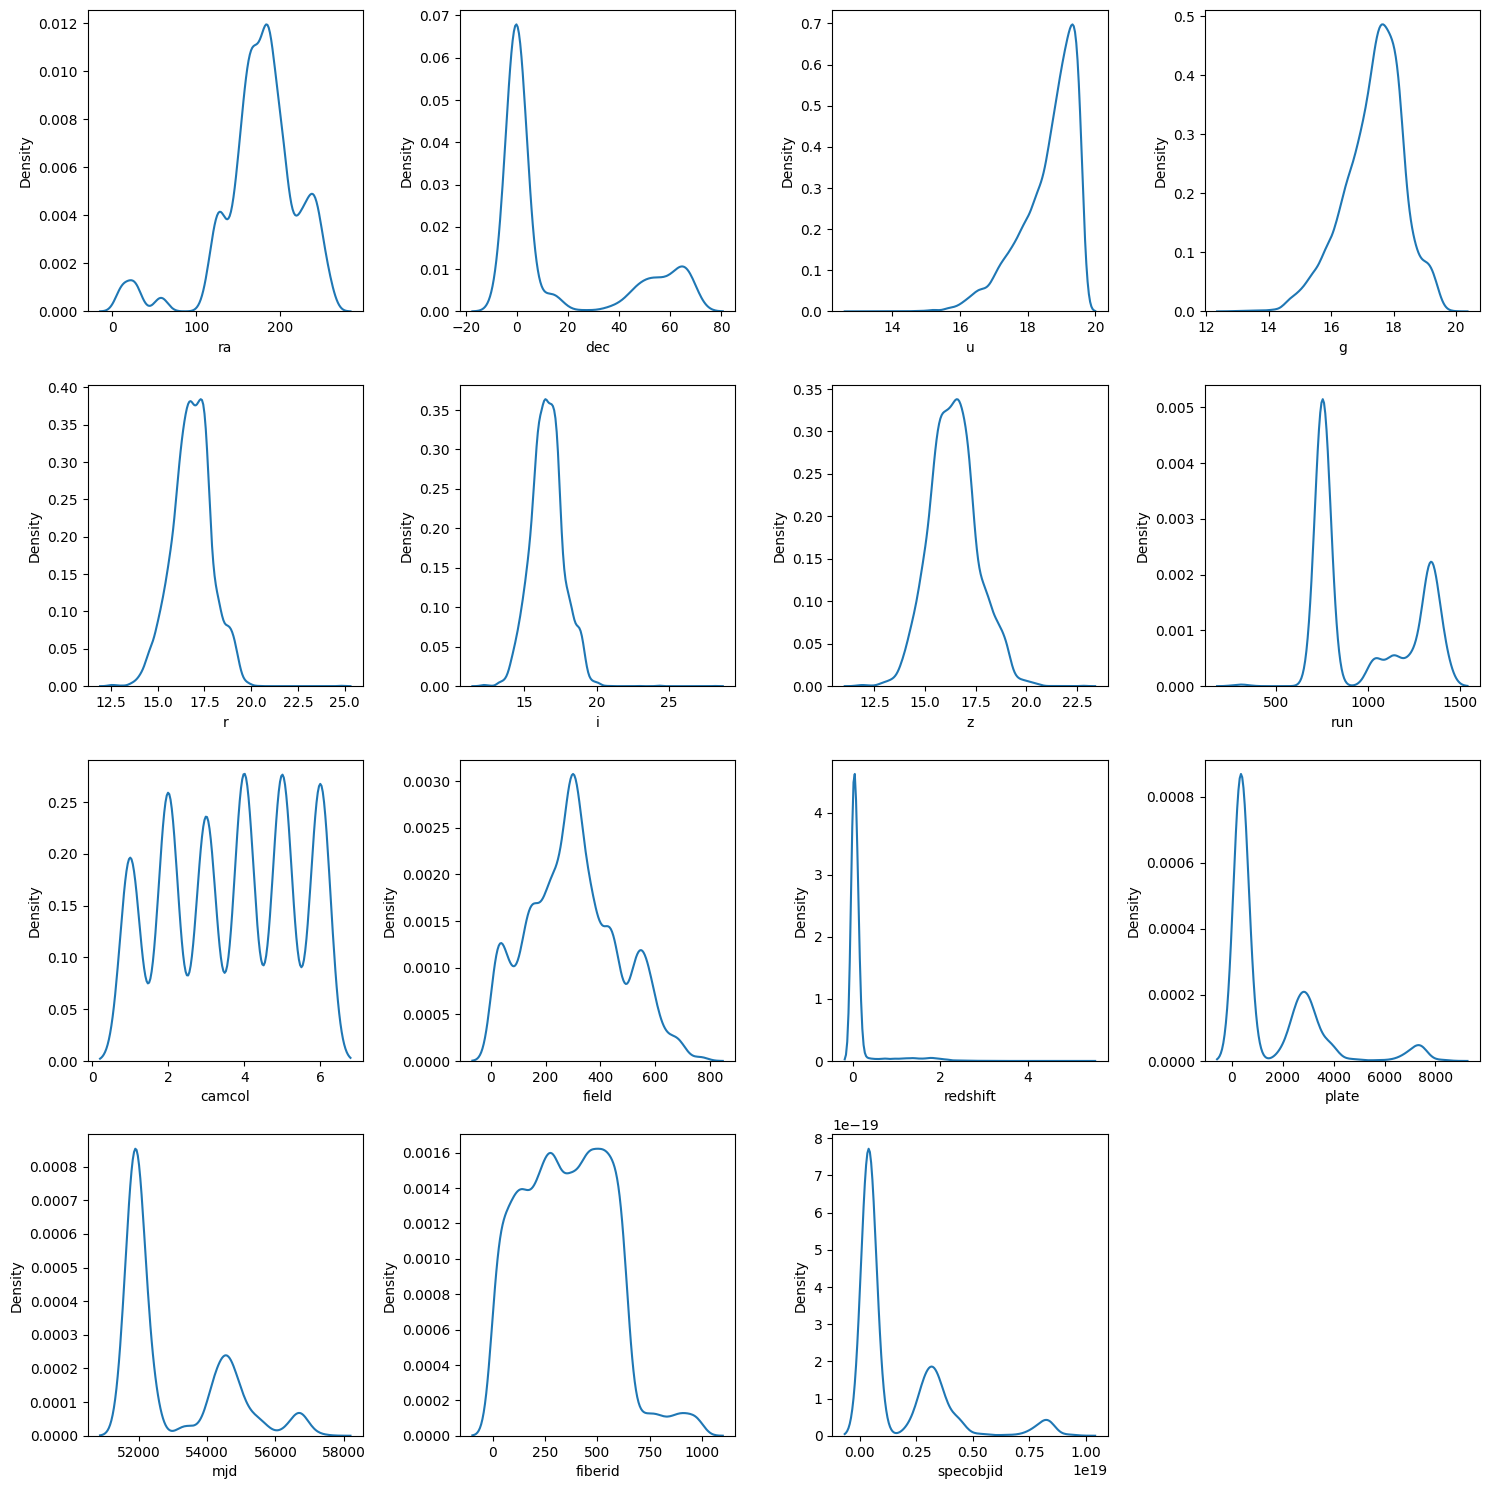 0.012
0.010
0.008
0.006
0.004
0.002
0.000
Density
0 100 200
ra
0.07
0.06
0.05
0.04
0.03
0.02
0.01
0.00
Density
−20 0 20 40 60 80
dec
0.7
0.6
0.5
0.4
0.3
0.2
0.1
0.0
Density
14 16 18 20
u
0.5
0.4
0.3
0.2
0.1
0.0
Density
12 14 16 18 20
g
0.40
0.35
0.30
0.25
0.20
0.15
0.10
0.05
0.00
Density
12.5 15.0 17.5 20.0 22.5 25.0
r
0.35
0.30
0.25
0.20
0.15
0.10
0.05
0.00
Density
15 20 25
i
0.35
0.30
0.25
0.20
0.15
0.10
0.05
0.00
Density
12.5 15.0 17.5 20.0 22.5
z
0.005
0.004
0.003
0.002
0.001
0.000
Density
500 1000 1500
run
0.25
0.20
0.15
0.10
0.05
0.00
Density
0 2 4 6
camcol
0.0030
0.0025
0.0020
0.0015
0.0010
0.0005
0.0000
Density
0 200 400 600 800
field
4
3
2
1
0
Density
0 2 4
redshift
0.0008
0.0006
0.0004
0.0002
0.0000
Density
0 2000 4000 6000 8000
plate
0.0008
0.0007
0.0006
0.0005
0.0004
0.0003
0.0002
0.0001
0.0000
Density
52000 54000 56000 58000
mjd
0.0016
0.0014
0.0012
0.0010
0.0008
0.0006
0.0004
0.0002
0.0000
Density
0 250 500 750 1000
fiberid
1e−19
8
7
6
5
4
3
2
1
0
Density
0.00 0.25 0.50 0.75 1.00
specobjid 1e19